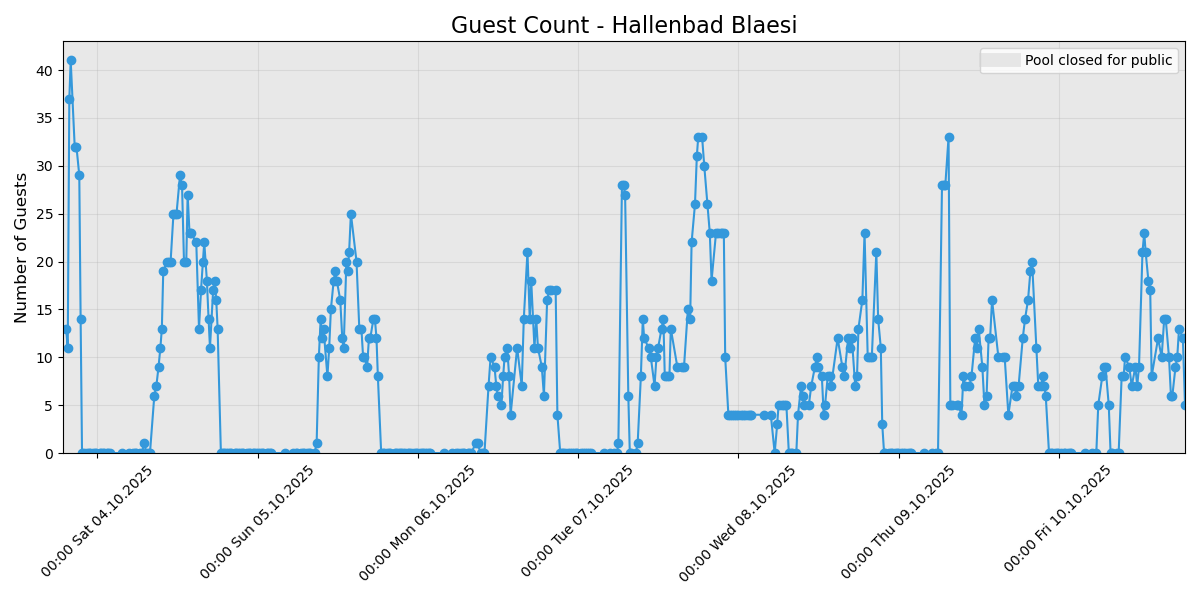 Guest Count - Hallenbad Blaesi
Pool closed for public
Number of Guests
40
35
30
25
20
15
10
5
0
00:00 Sat 04.10.2025
00:00 Sun 05.10.2025
00:00 Mon 06.10.2025
00:00 Tue 07.10.2025
00:00 Wed 08.10.2025
00:00 Thu 09.10.2025
00:00 Fri 10.10.2025